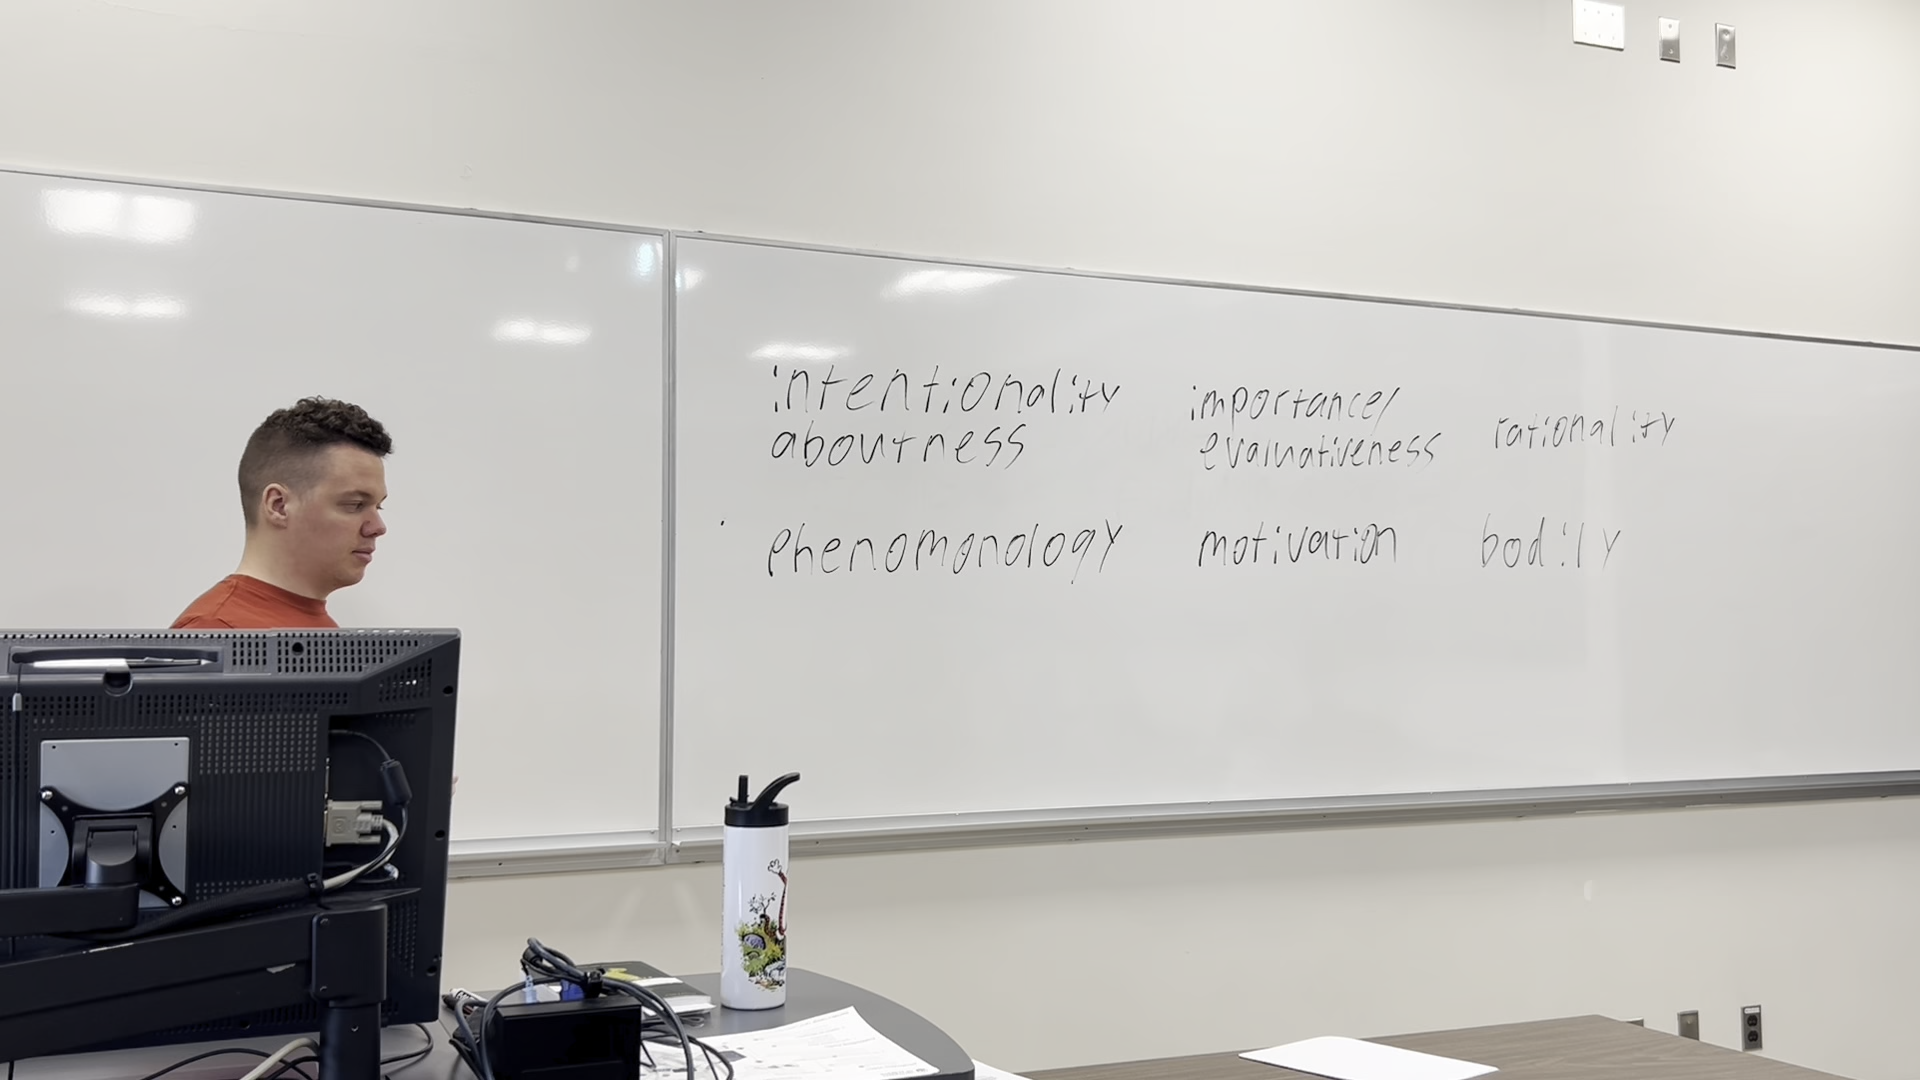 intentionality
aboutness
importance/
evaluativeness
rationality
phenomonology
motivation
bodily